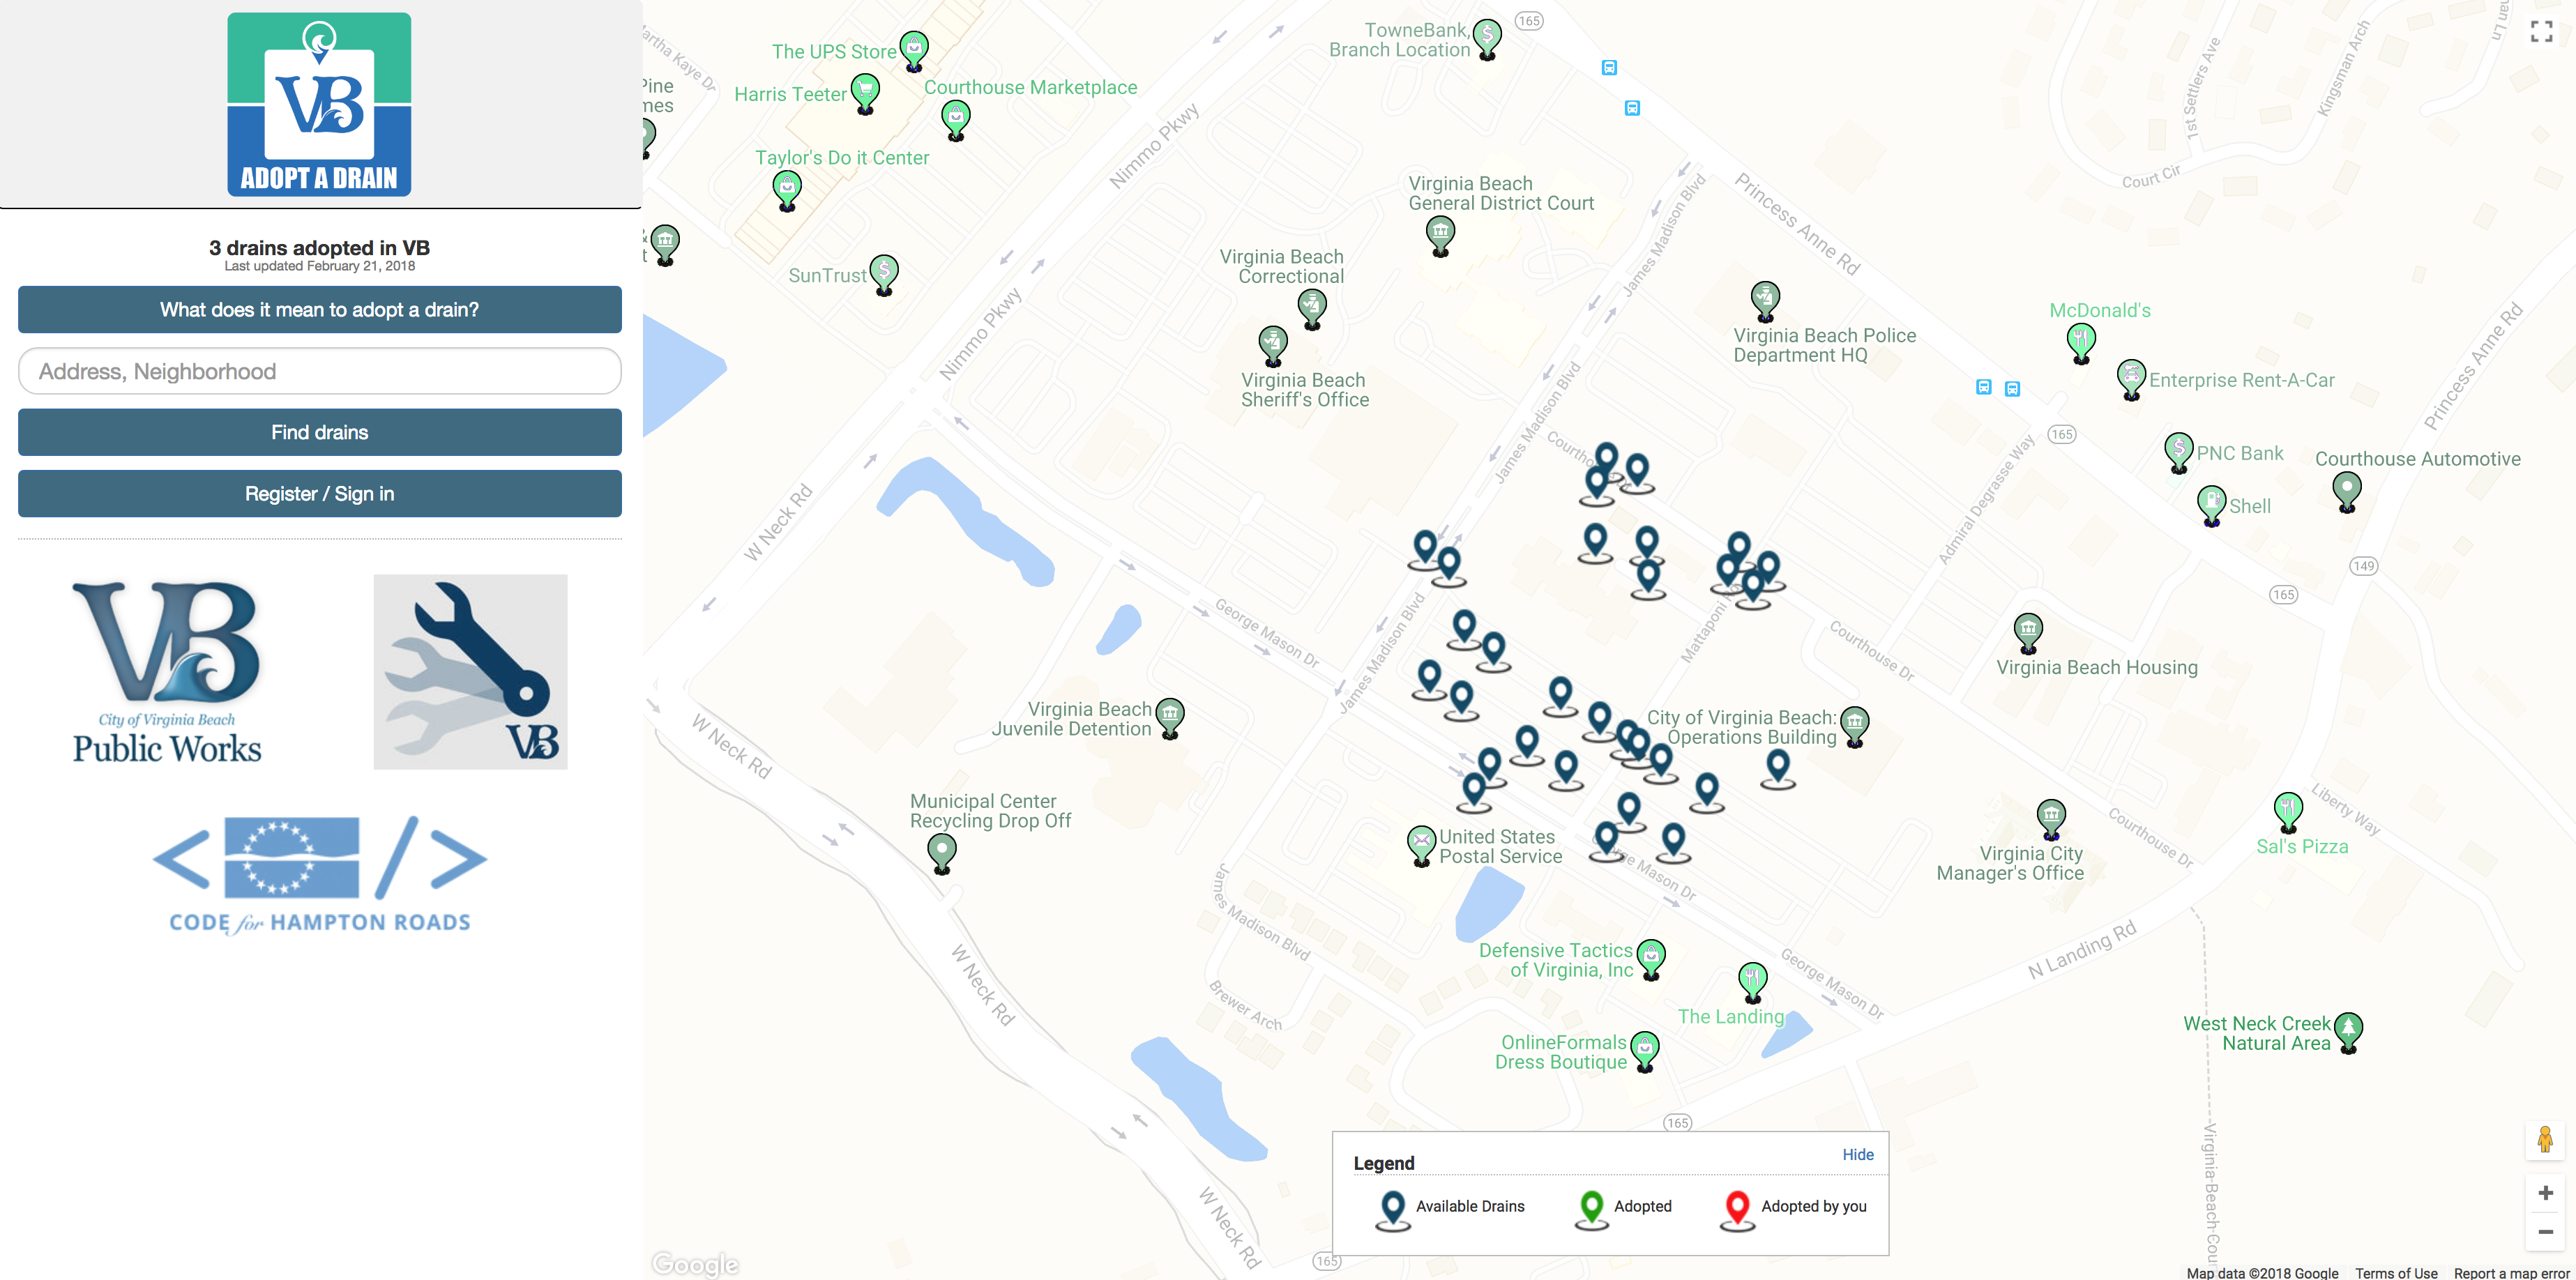 VB
ADOPT A DRAIN
3 drains adopted in VB
Last updated February 21, 2018
What does it mean to adopt a drain?
Address, Neighborhood
Find drains
Register / Sign in
VB
City of Virginia Beach
Public Works
VB
CODE for HAMPTON ROADS
The UPS Store
Harris Teeter
Courthouse Marketplace
Taylor's Do it Center
SunTrust
Nimmo Pkwy
Nimmo Pkwy
TowneBank,
Branch Location
165
Virginia Beach
General District Court
Virginia Beach
Correctional
Virginia Beach
Sheriff's Office
James Madison Blvd
Princess Anne Rd
Virginia Beach Police
Department HQ
1st Settlers Ave
Kingsman Arch
Court Cir
McDonald's
Enterprise Rent-A-Car
Princess Anne Rd
165
PNC Bank
Courthouse Automotive
Shell
149
165
W Neck Rd
James Madison Blvd
Admiral Degrasse Way
George Mason Dr
James Madison Blvd
Courthouse Dr
Virginia Beach Housing
Virginia Beach
Juvenile Detention
W Neck Rd
City of Virginia Beach:
Operations Building
Municipal Center
Recycling Drop Off
United States
Postal Service
George Mason Dr
Virginia City
Manager's Office
Courthouse Dr
Liberty Way
Sal's Pizza
James Madison Blvd
W Neck Rd
Brewer Arch
Defensive Tactics
of Virginia, Inc
The Landing
George Mason Dr
N Landing Rd
OnlineFormals
Dress Boutique
West Neck Creek
Natural Area
165
W Neck Rd
165
Legend
Hide
Available Drains
Adopted
Adopted by you
Google
Map data ©2018 Google
Terms of Use
Report a map error